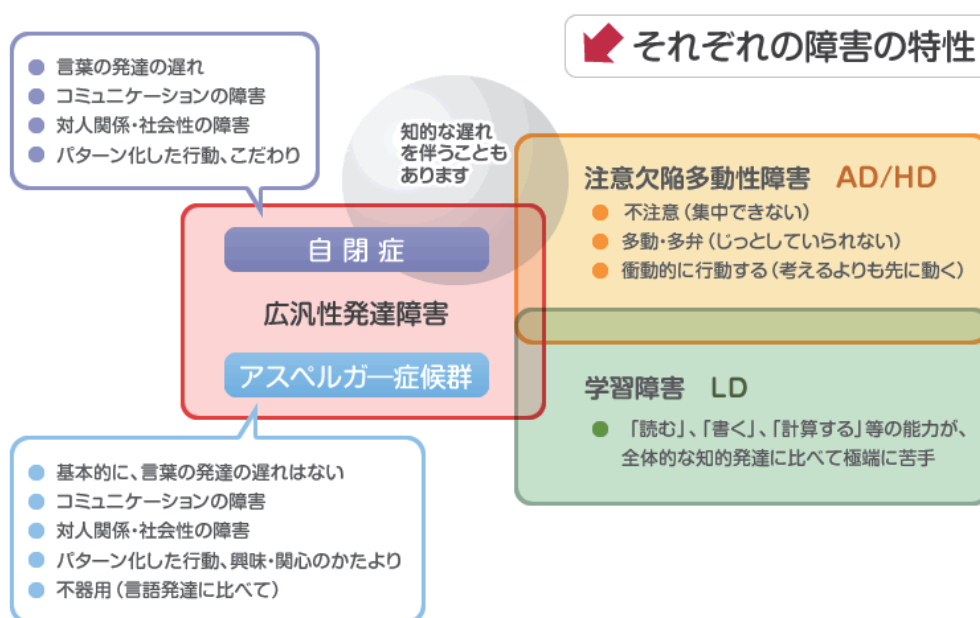 それぞれの障害の特性
● 言葉の発達の遅れ
● コミュニケーションの障害
● 対人関係・社会性の障害
● パターン化した行動、こだわり
知的な遅れ
を伴うことも
あります
自閉症
広汎性発達障害
アスペルガー症候群
● 基本的に、言葉の発達の遅れはない
● コミュニケーションの障害
● 対人関係・社会性の障害
● パターン化した行動、興味・関心のかたより
● 不器用(言語発達に比べて)
注意欠陥多動性障害 AD/HD
● 不注意(集中できない)
● 多動・多弁(じっとしていられない)
● 衝動的に行動する(考えるよりも先に動く)
学習障害 LD
● 「読む」、「書く」、「計算する」等の能力が、
全体的な知的発達に比べて極端に苦手